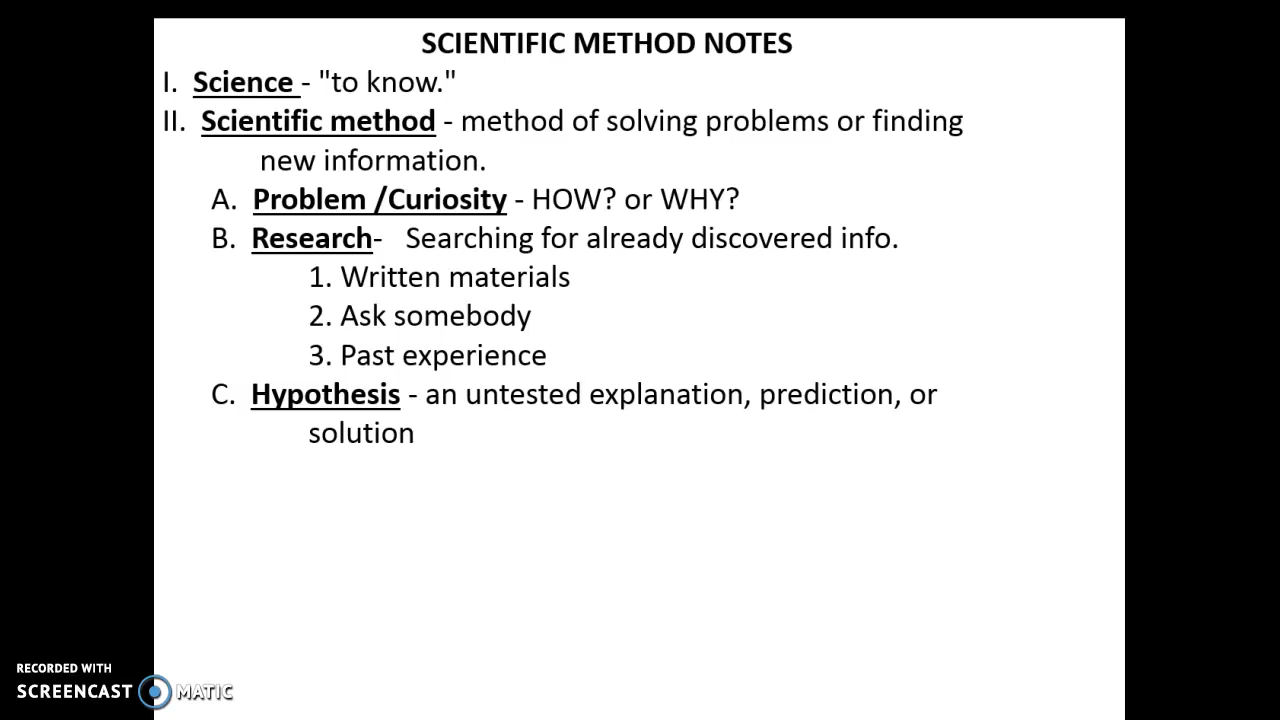 SCIENTIFIC METHOD NOTES
I. Science - "to know."
II. Scientific method - method of solving problems or finding
new information.
A. Problem /Curiosity - HOW? or WHY?
B. Research- Searching for already discovered info.
1. Written materials
2. Ask somebody
3. Past experience
C. Hypothesis - an untested explanation, prediction, or
solution
RECORDED WITH
SCREENCAST MATIC